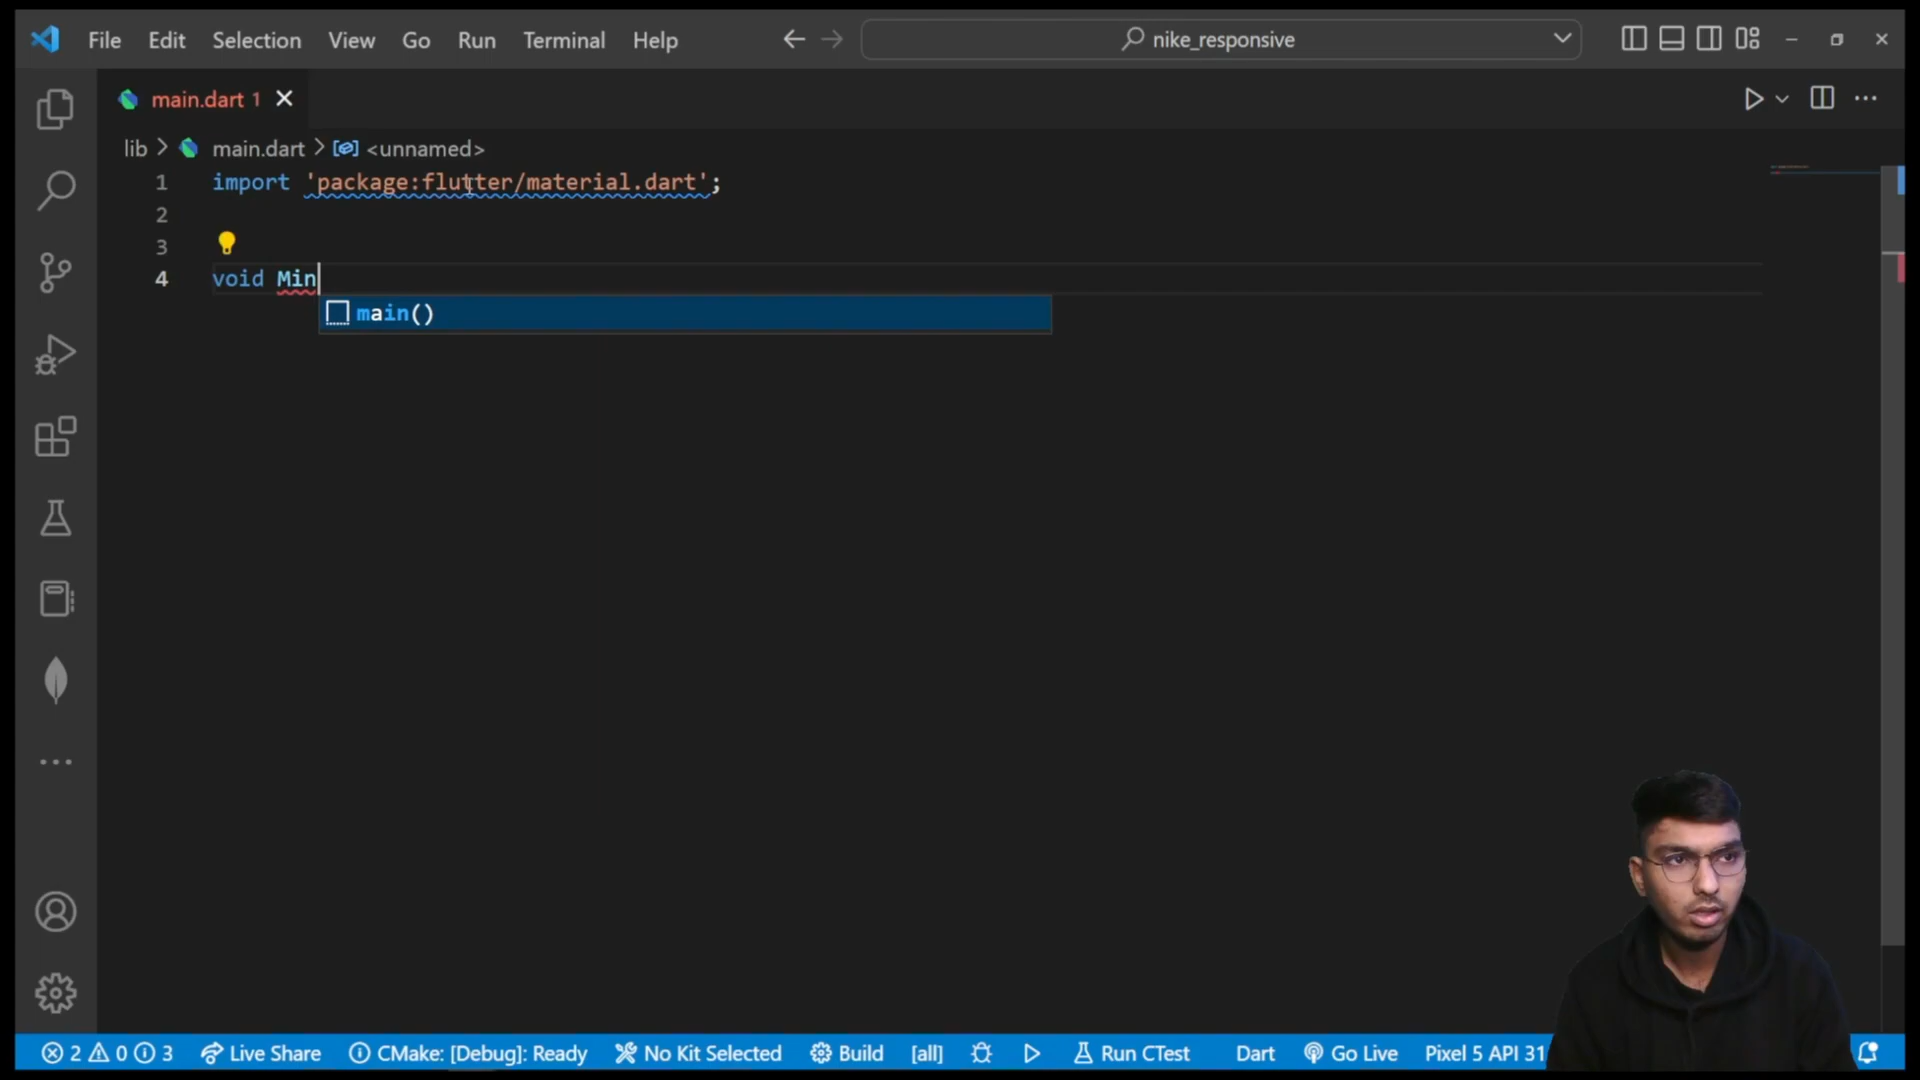 File Edit Selection View Go Run Terminal Help nike_responsive
main.dart 1
lib > main.dart > <unnamed>
1 import 'package:flutter/material.dart';
2
3
4 void Min
main()
2 0 3 Live Share CMake: [Debug]: Ready No Kit Selected Build [all] Run CTest Dart Go Live Pixel 5 API 31